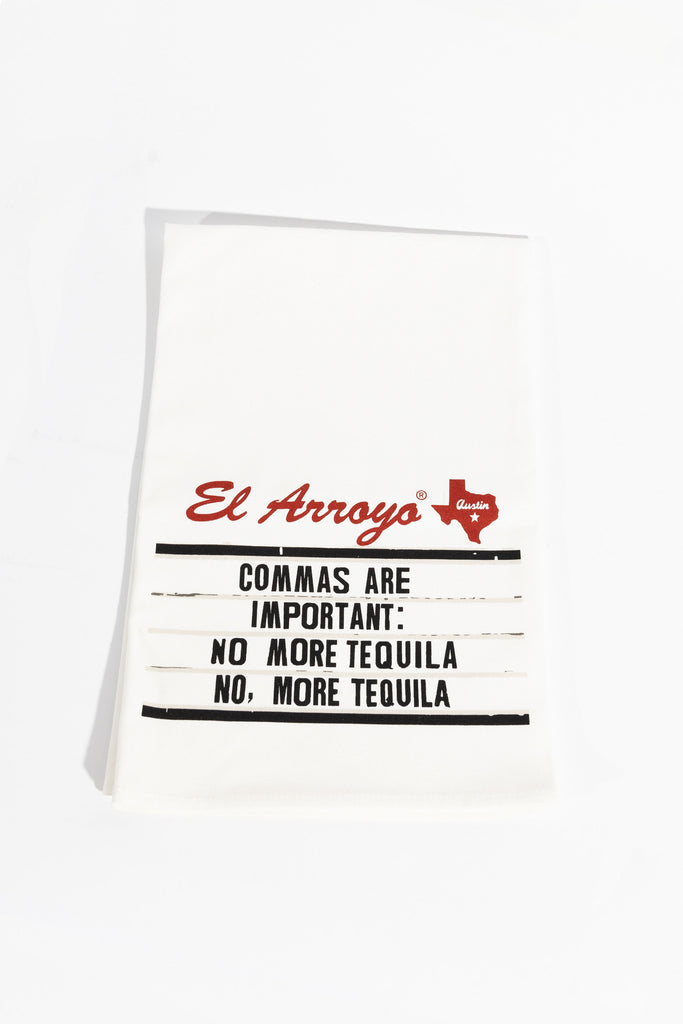 El Arroyo® Austin
COMMAS ARE
IMPORTANT:
NO MORE TEQUILA
NO, MORE TEQUILA